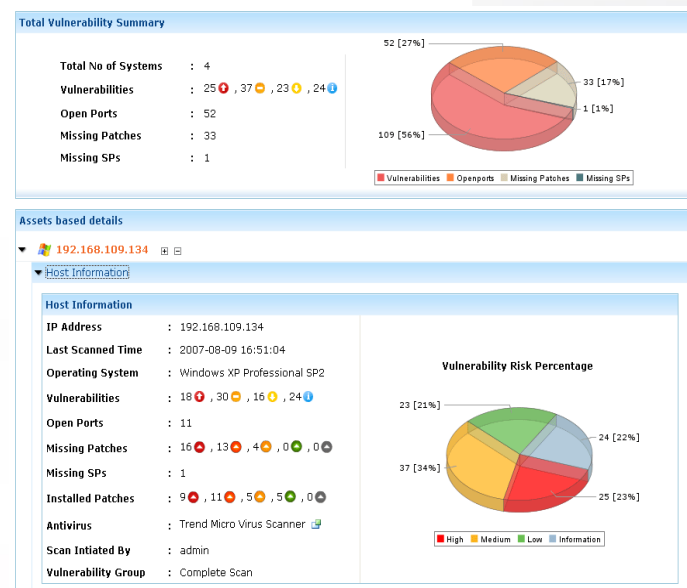 Total Vulnerability Summary
Total No of Systems : 4
Vulnerabilities : 25 , 37 , 23 , 24
Open Ports : 52
Missing Patches : 33
Missing SPs : 1
52 [27%]
33 [17%]
1 [1%]
109 [56%]
Vulnerabilities Openports Missing Patches Missing SPs
Assets based details
192.168.109.134
Host Information
Host Information
IP Address : 192.168.109.134
Last Scanned Time : 2007-08-09 16:51:04
Operating System : Windows XP Professional SP2
Vulnerabilities : 18 , 30 , 16 , 24
Open Ports : 11
Missing Patches : 16 , 13 , 4 , 0 , 0
Missing SPs : 1
Installed Patches : 9 , 11 , 5 , 5 , 0
Antivirus : Trend Micro Virus Scanner
Scan Intiated By : admin
Vulnerability Group : Complete Scan
Vulnerability Risk Percentage
23 [21%]
24 [22%]
37 [34%]
25 [23%]
High Medium Low Information